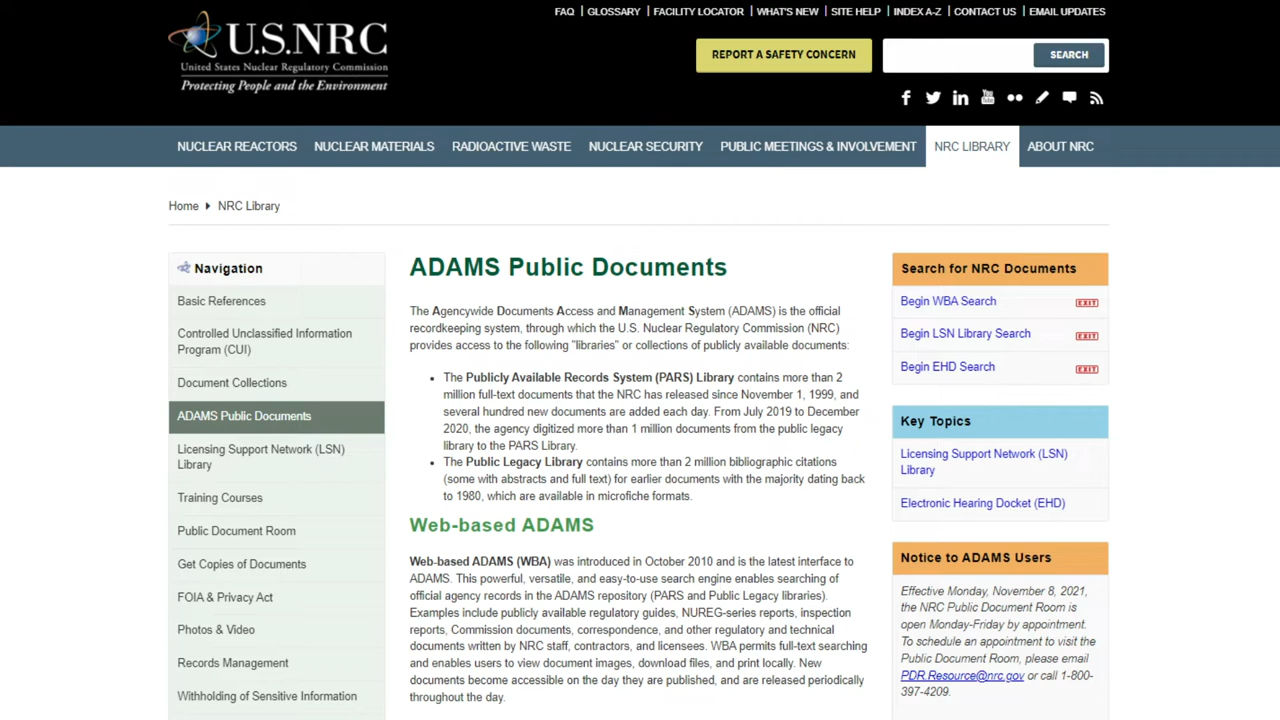 FAQ | GLOSSARY | FACILITY LOCATOR | WHAT'S NEW | SITE HELP | INDEX A-Z | CONTACT US | EMAIL UPDATES
U.S.NRC
United States Nuclear Regulatory Commission
Protecting People and the Environment
REPORT A SAFETY CONCERN
SEARCH
NUCLEAR REACTORS NUCLEAR MATERIALS RADIOACTIVE WASTE NUCLEAR SECURITY PUBLIC MEETINGS & INVOLVEMENT NRC LIBRARY ABOUT NRC
Home NRC Library
Navigation
Basic References
Controlled Unclassified Information
Program (CUI)
Document Collections
ADAMS Public Documents
Licensing Support Network (LSN)
Library
Training Courses
Public Document Room
Get Copies of Documents
FOIA & Privacy Act
Photos & Video
Records Management
Withholding of Sensitive Information
ADAMS Public Documents
The Agencywide Documents Access and Management System (ADAMS) is the official
recordkeeping system, through which the U.S. Nuclear Regulatory Commission (NRC)
provides access to the following "libraries" or collections of publicly available documents:
• The Publicly Available Records System (PARS) Library contains more than 2
million full-text documents that the NRC has released since November 1, 1999, and
several hundred new documents are added each day. From July 2019 to December
2020, the agency digitized more than 1 million documents from the public legacy
library to the PARS Library.
• The Public Legacy Library contains more than 2 million bibliographic citations
(some with abstracts and full text) for earlier documents with the majority dating back
to 1980, which are available in microfiche formats.
Web-based ADAMS
Web-based ADAMS (WBA) was introduced in October 2010 and is the latest interface to
ADAMS. This powerful, versatile, and easy-to-use search engine enables searching of
official agency records in the ADAMS repository (PARS and Public Legacy libraries).
Examples include publicly available regulatory guides, NUREG-series reports, inspection
reports, Commission documents, correspondence, and other regulatory and technical
documents written by NRC staff, contractors, and licensees. WBA permits full-text searching
and enables users to view document images, download files, and print locally. New
documents become accessible on the day they are published, and are released periodically
throughout the day.
Search for NRC Documents
Begin WBA Search EXIT
Begin LSN Library Search EXIT
Begin EHD Search EXIT
Key Topics
Licensing Support Network (LSN)
Library
Electronic Hearing Docket (EHD)
Notice to ADAMS Users
Effective Monday, November 8, 2021,
the NRC Public Document Room is
open Monday-Friday by appointment.
To schedule an appointment to visit the
Public Document Room, please email
PDR.Resource@nrc.gov or call 1-800-
397-4209.